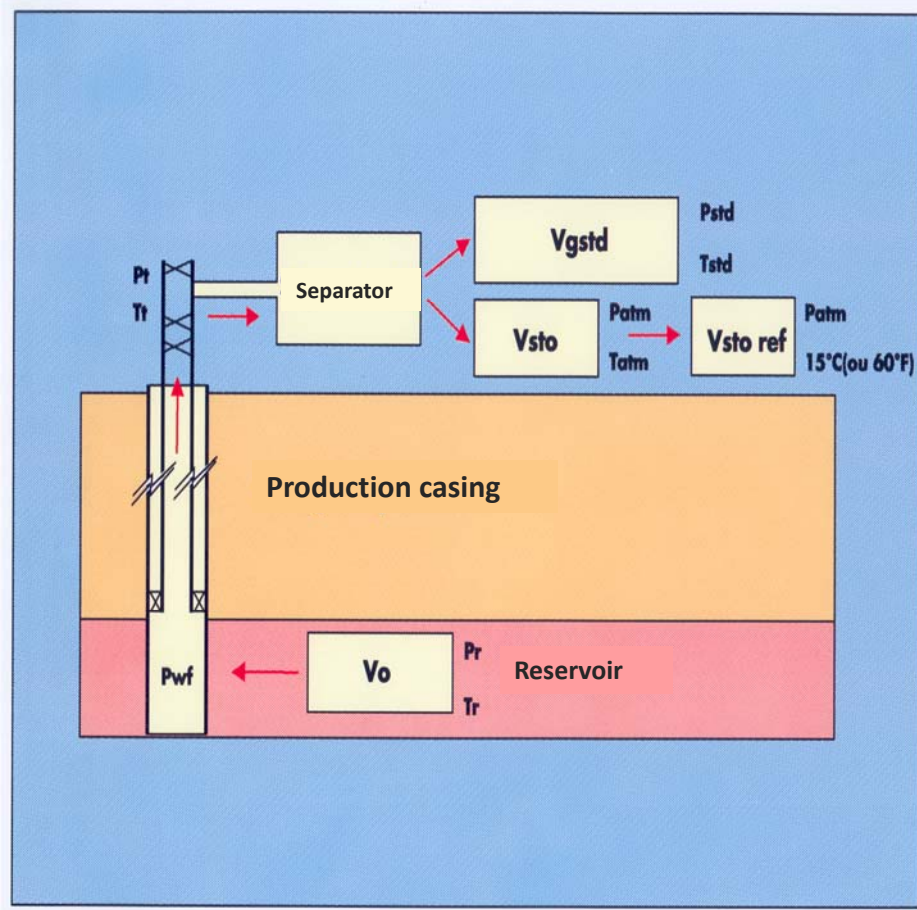 Pstd
Vgstd
Tstd
Pt
Separator
Tt
Patm
Patm
Vsto
Vsto ref
Tatm
15°C(ou 60°F)
Production casing
Pr
Reservoir
Vo
Pwf
Tr